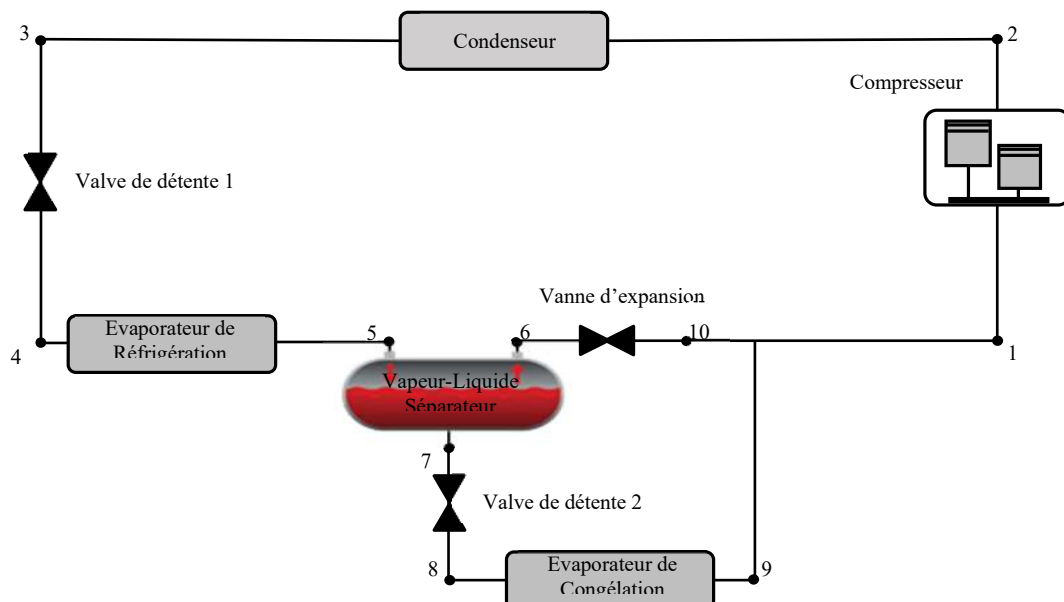 3
Condenseur
2
Compresseur
Valve de détente 1
Vanne d'expansion
4
Evaporateur de
Réfrigération
5
6
10
1
Vapeur-Liquide
Séparateur
7
Valve de détente 2
8
Evaporateur de
Congélation
9